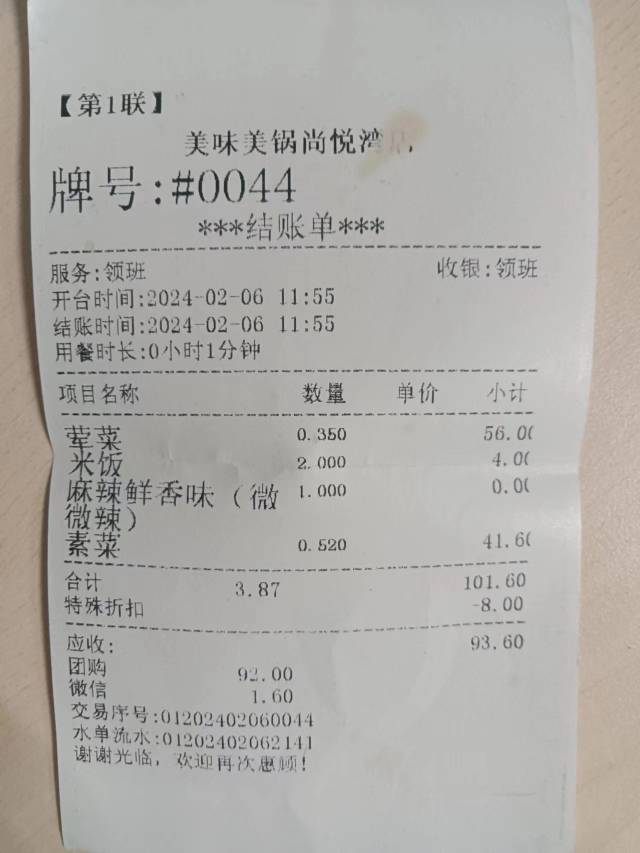 【第1联】
美味美锅尚悦湾店
牌号:#0044
***结账单***
服务:领班 收银:领班
开台时间:2024-02-06 11:55
结账时间:2024-02-06 11:55
用餐时长:0小时1分钟
项目名称 数量 单价 小计
荤菜 0.350 56.00
米饭 2.000 4.00
麻辣鲜香味（微 1.000 0.00
微辣）
素菜 0.520 41.60
合计 3.87 101.60
特殊折扣 -8.00
应收: 93.60
团购 92.00
微信 1.60
交易序号:01202402060044
水单流水:01202402062141
谢谢光临，欢迎再次惠顾!